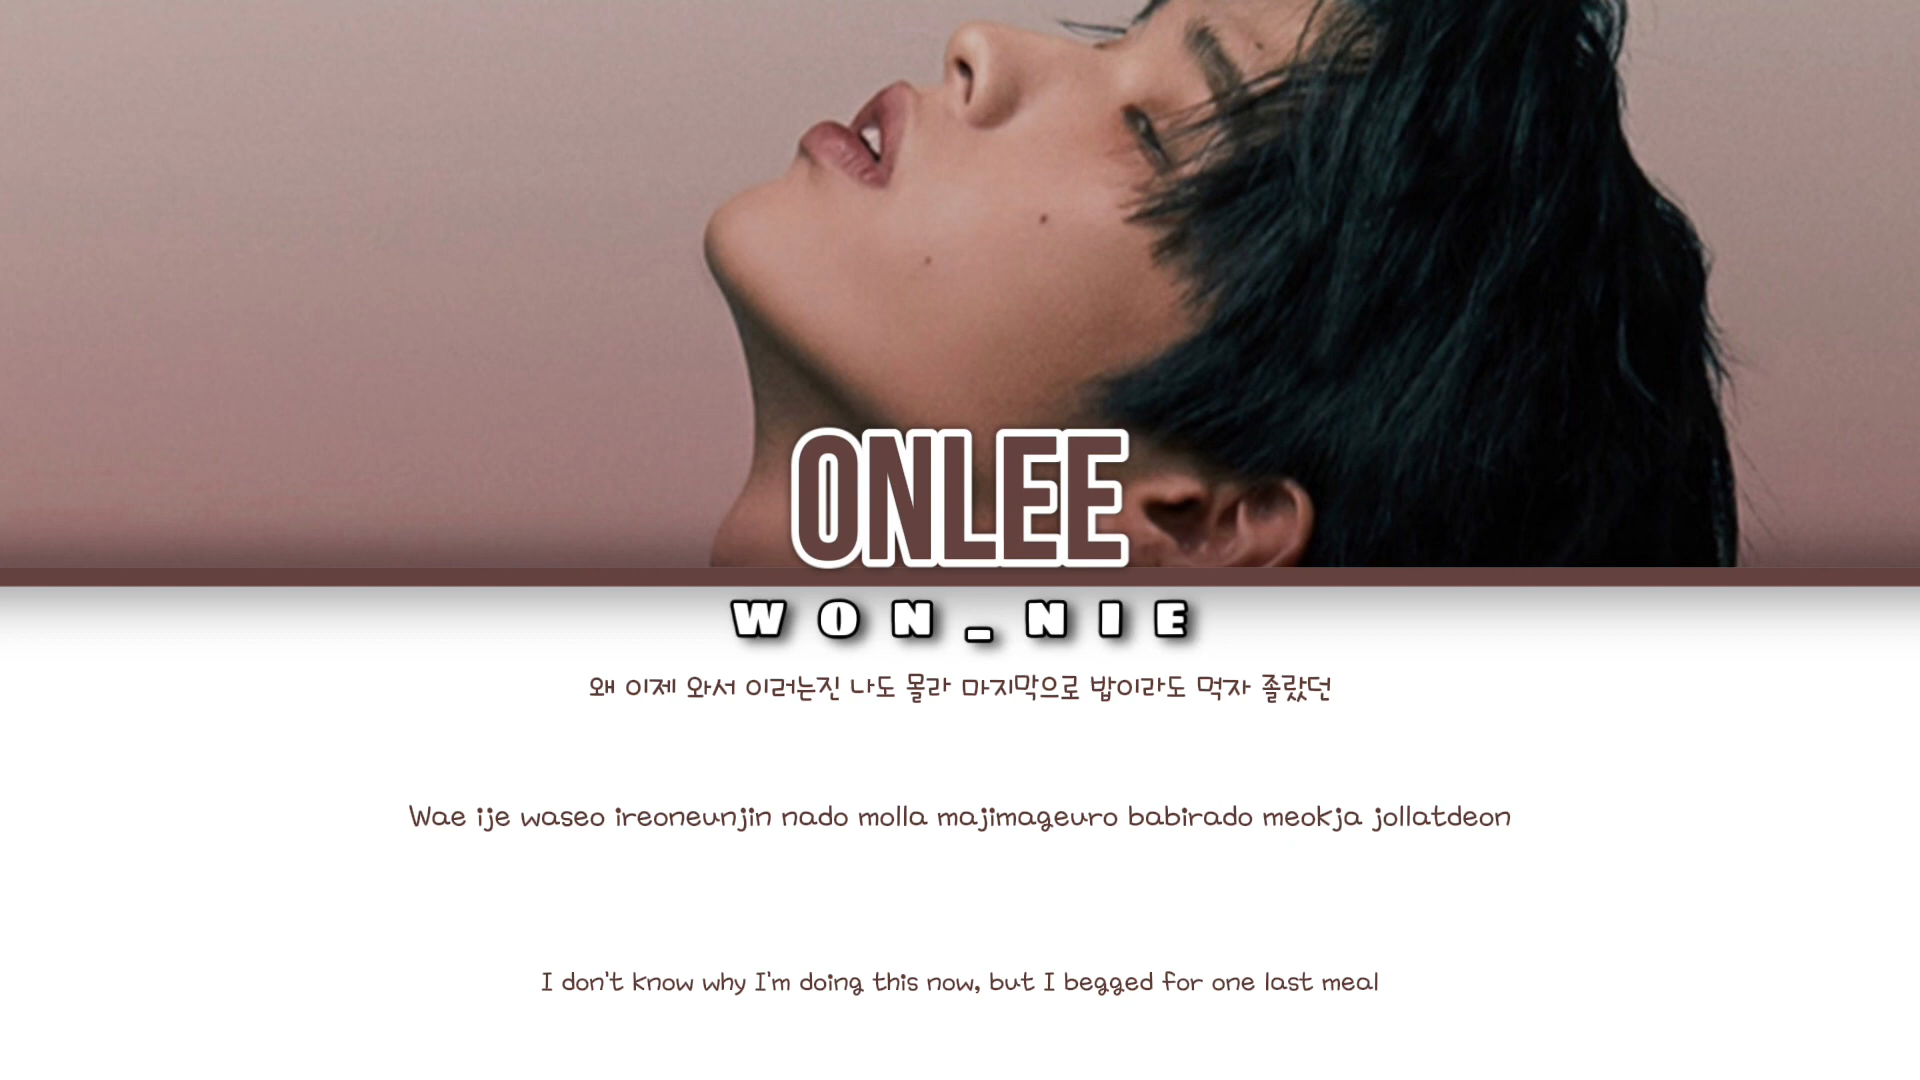 ONLEE
WON_NIE
왜 이제 와서 이러는진 나도 몰라 마지막으로 밥이라도 먹자 졸랐던
Wae ije waseo ireoneunjin nado molla majimageuro babirado meokja jollatdeon
I don't know why I'm doing this now, but I begged for one last meal